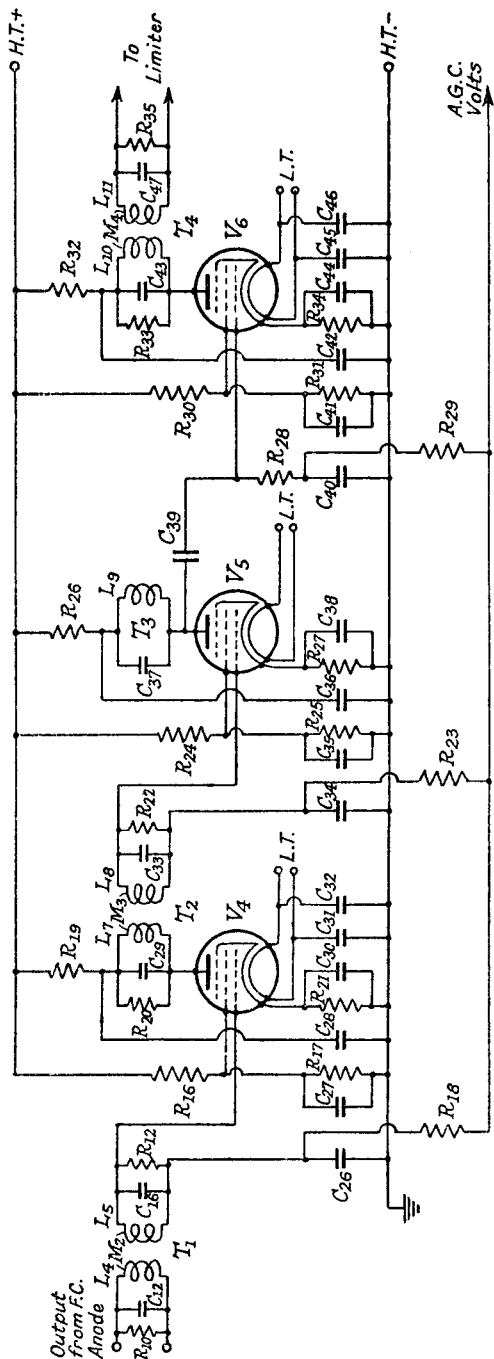 H.T.+
Output
from F.C.
Anode
R10
C12
L4
M2
L5
C16
R12
T1
R16
R19
R20
C29
L7
M3
L8
C33
R22
T2
V4
L.T.
R24
R26
C37
T3
L9
V5
L.T.
C39
R28
R30
R32
R33
C43
L10
M4
L11
C47
R35
T4
V6
L.T.
To
Limiter
C26
C27
R17
C28
R21
C30
C31
C32
C34
C35
R25
C36
R27
C38
C40
C41
R31
C42
R34
C44
C45
C46
H.T.-
R18
R23
R29
A.G.C.
Volts